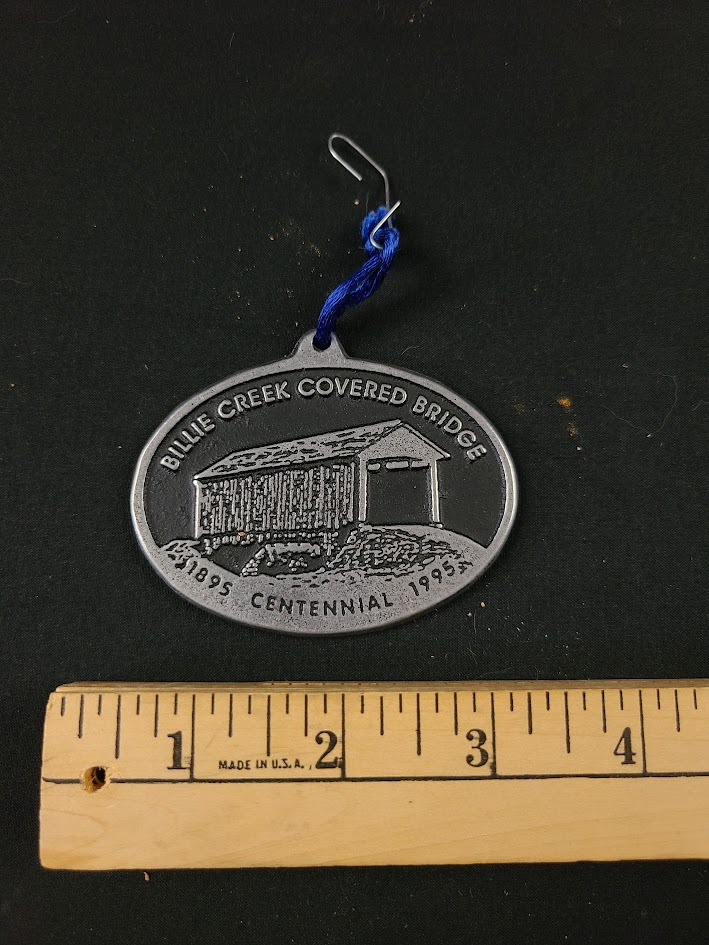 BILLIE CREEK COVERED BRIDGE
1895 CENTENNIAL 1995
1 2 3 4
MADE IN U.S.A.